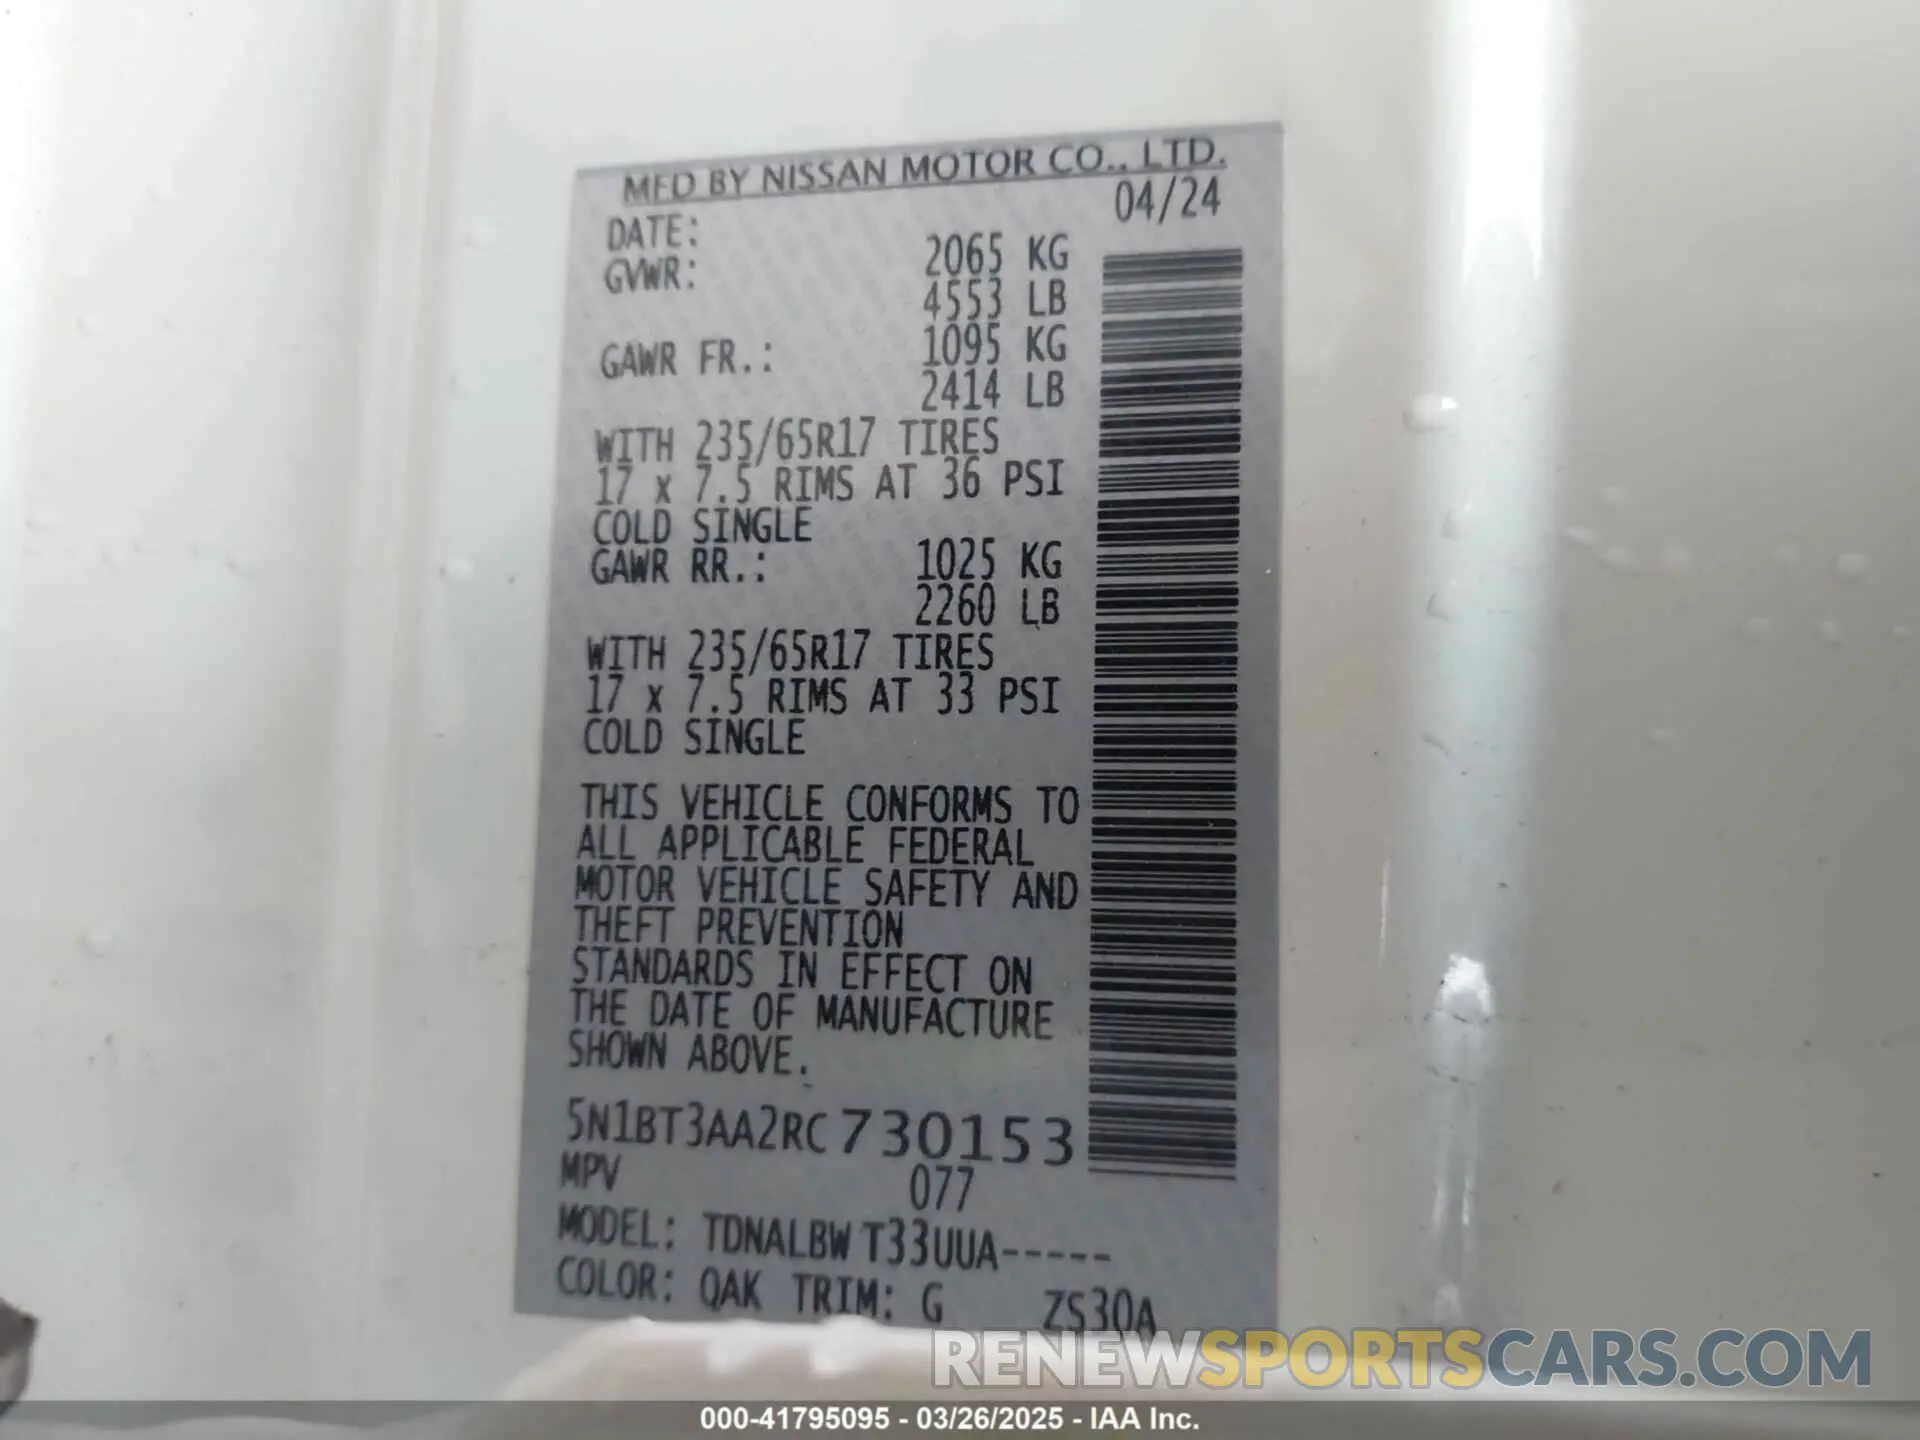 MFD BY NISSAN MOTOR CO., LTD.
DATE: 04/24
GVWR: 2065 KG
4553 LB
GAWR FR.: 1095 KG
2414 LB
WITH 235/65R17 TIRES
17 x 7.5 RIMS AT 36 PSI
COLD SINGLE
GAWR RR.: 1025 KG
2260 LB
WITH 235/65R17 TIRES
17 x 7.5 RIMS AT 33 PSI
COLD SINGLE
THIS VEHICLE CONFORMS TO
ALL APPLICABLE FEDERAL
MOTOR VEHICLE SAFETY AND
THEFT PREVENTION
STANDARDS IN EFFECT ON
THE DATE OF MANUFACTURE
SHOWN ABOVE.
5N1BT3AA2RC730153
MPV 077
MODEL: TDNALBW T33UUA-----
COLOR: QAK TRIM: G ZS30A
RENEWSPORTSCARS.COM
000-41795095 - 03/26/2025 - IAA Inc.